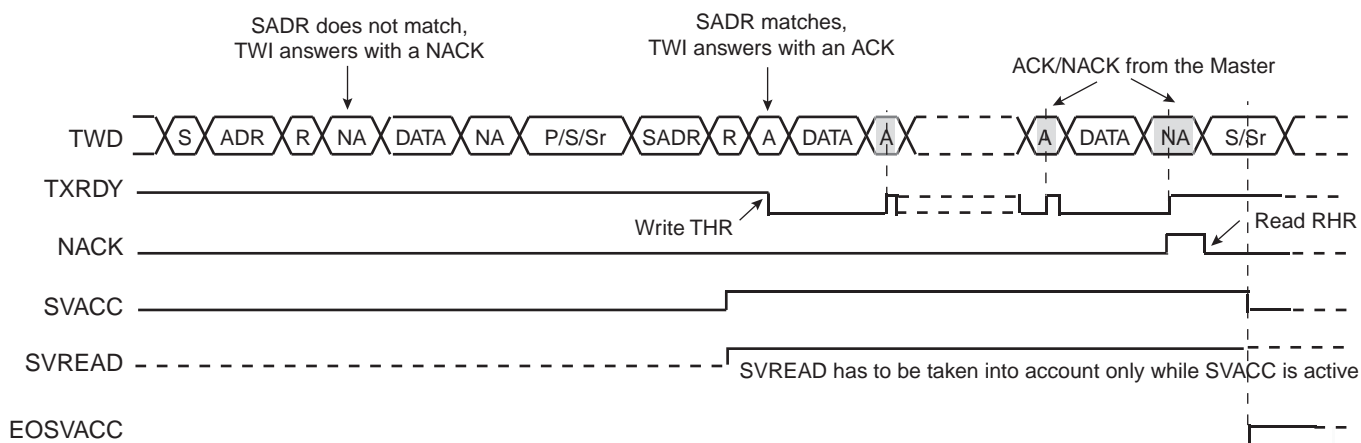 SADR does not match,
TWI answers with a NACK
SADR matches,
TWI answers with an ACK
ACK/NACK from the Master
TWD S ADR R NA DATA NA P/S/Sr SADR R A DATA A A DATA NA S/Sr
TXRDY
Write THR
Read RHR
NACK
SVACC
SVREAD
SVREAD has to be taken into account only while SVACC is active
EOSVACC